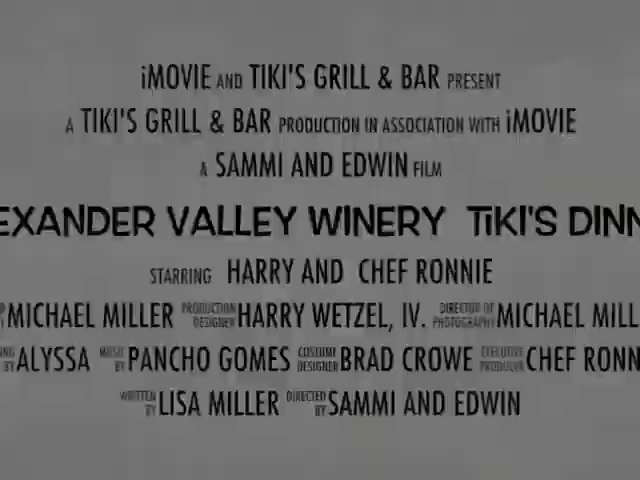 iMOVIE AND TIKI'S GRILL & BAR PRESENT
A TIKI'S GRILL & BAR PRODUCTION IN ASSOCIATION WITH iMOVIE
A SAMMI AND EDWIN FILM
EXANDER VALLEY WINERY TIKI'S DINN
STARRING HARRY AND CHEF RONNIE
MICHAEL MILLER PRODUCTION DESIGNER HARRY WETZEL, IV. DIRECTOR OF PHOTOGRAPHY MICHAEL MILL
BY ALYSSA MUSIC BY PANCHO GOMES COSTUME DESIGNER BRAD CROWE EXECUTIVE PRODUCER CHEF RONN
WRITTEN BY LISA MILLER DIRECTED BY SAMMI AND EDWIN